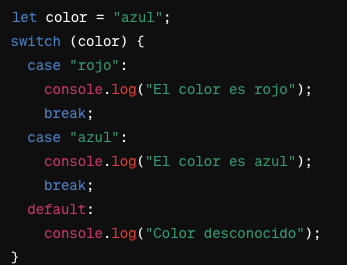 let color = "azul";
switch (color) {
  case "rojo":
    console.log("El color es rojo");
    break;
  case "azul":
    console.log("El color es azul");
    break;
  default:
    console.log("Color desconocido");
}